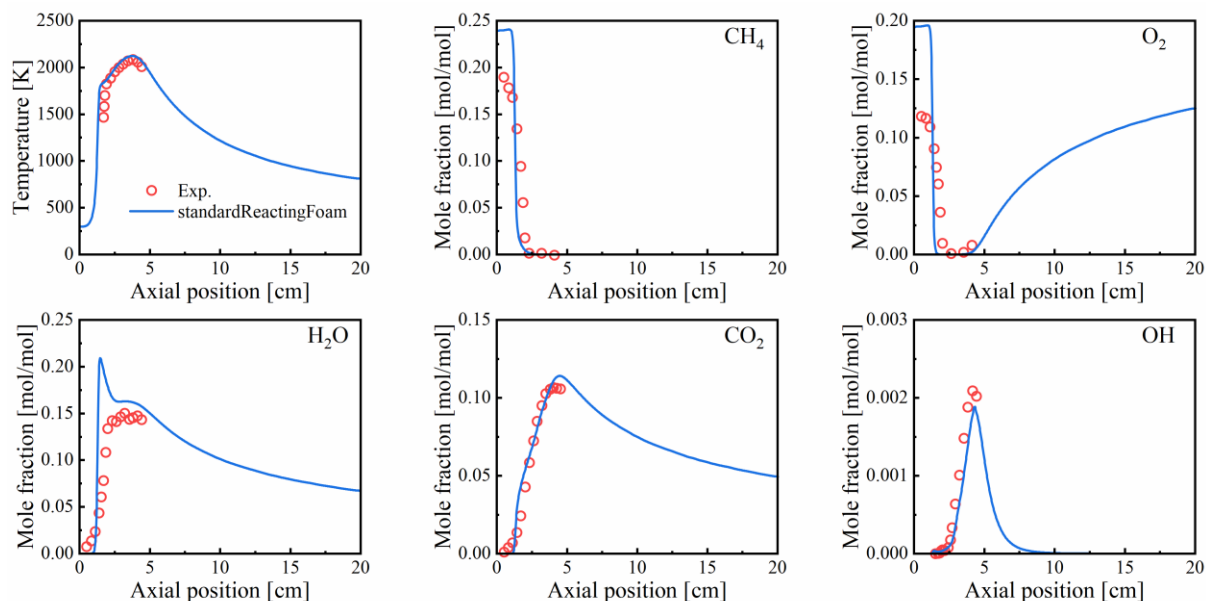 Temperature [K]
2500
2000
1500
1000
500
0
Exp.
standardReactingFoam
0 5 10 15 20
Axial position [cm]
CH4
Mole fraction [mol/mol]
0.25
0.20
0.15
0.10
0.05
0.00
0 5 10 15 20
Axial position [cm]
O2
Mole fraction [mol/mol]
0.20
0.15
0.10
0.05
0.00
0 5 10 15 20
Axial position [cm]
H2O
Mole fraction [mol/mol]
0.25
0.20
0.15
0.10
0.05
0.00
0 5 10 15 20
Axial position [cm]
CO2
Mole fraction [mol/mol]
0.15
0.10
0.05
0.00
0 5 10 15 20
Axial position [cm]
OH
Mole fraction [mol/mol]
0.003
0.002
0.001
0.000
0 5 10 15 20
Axial position [cm]